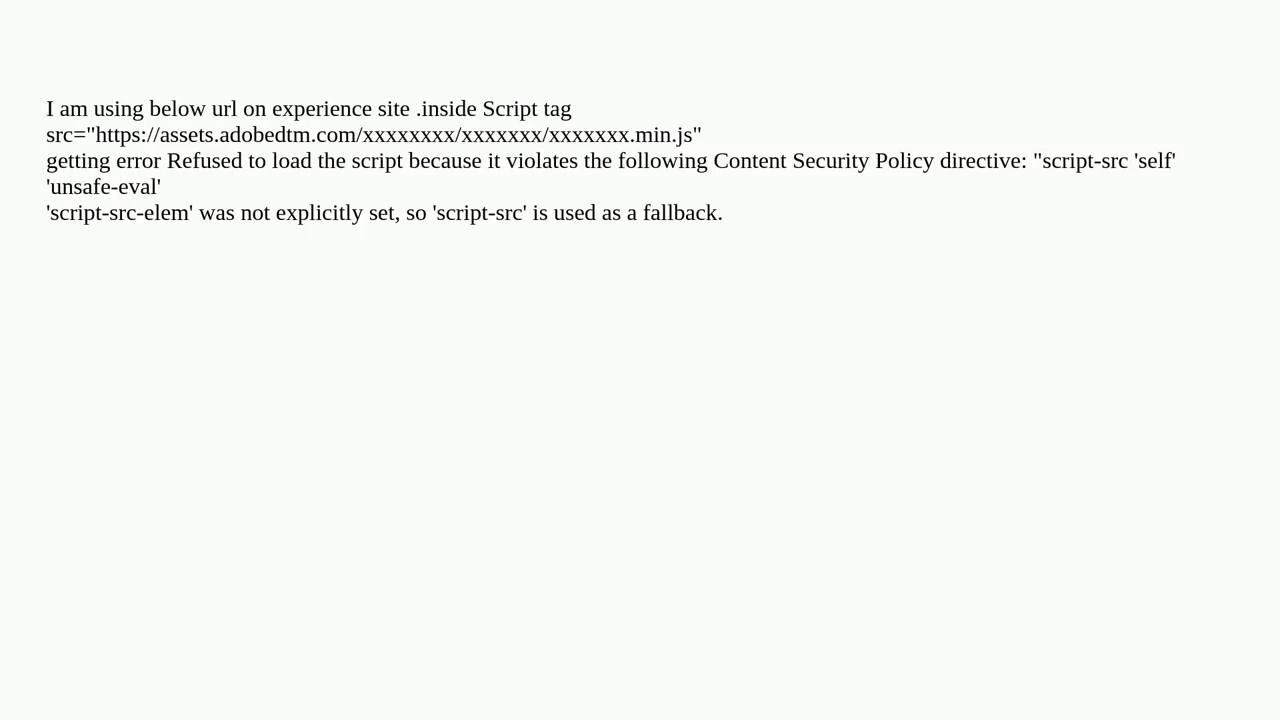 I am using below url on experience site .inside Script tag
src="https://assets.adobedtm.com/xxxxxxxx/xxxxxxx/xxxxxxx.min.js"
getting error Refused to load the script because it violates the following Content Security Policy directive: "script-src 'self'
'unsafe-eval'
'script-src-elem' was not explicitly set, so 'script-src' is used as a fallback.